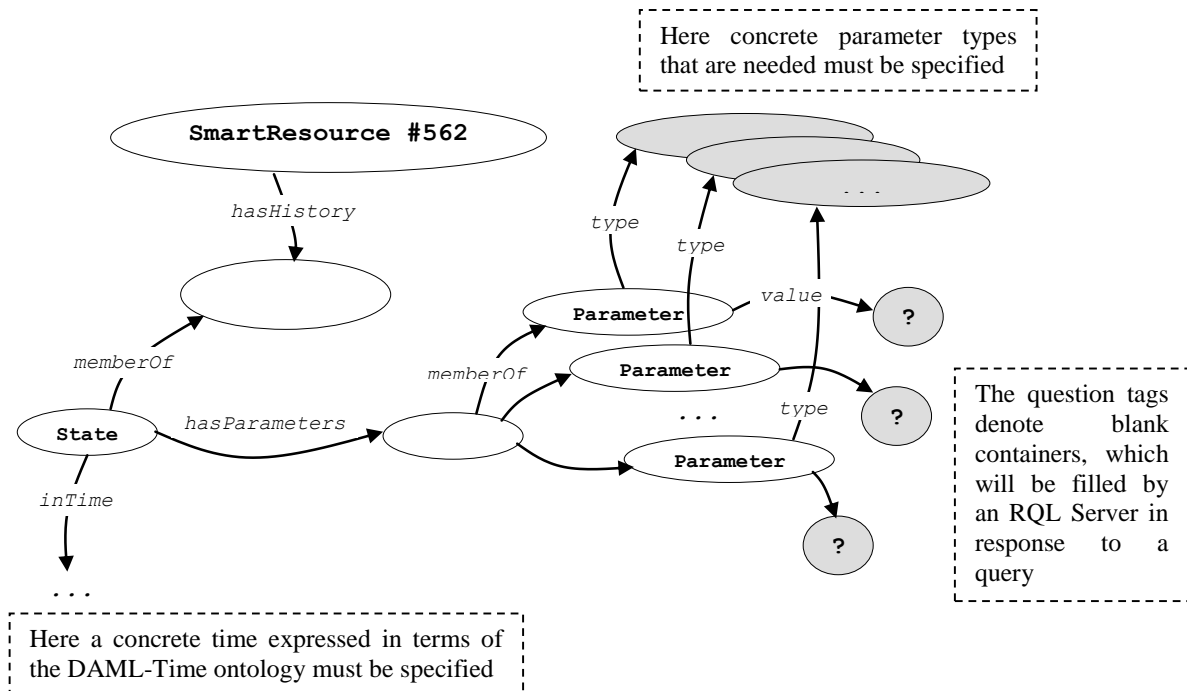 Here concrete parameter types
that are needed must be specified
SmartResource #562
. . .
hasHistory
type
type
value
Parameter
?
memberOf
memberOf
Parameter
?
...
type
hasParameters
State
Parameter
inTime
?
...
The question tags
denote blank
containers, which
will be filled by
an RQL Server in
response to a
query
Here a concrete time expressed in terms of
the DAML-Time ontology must be specified